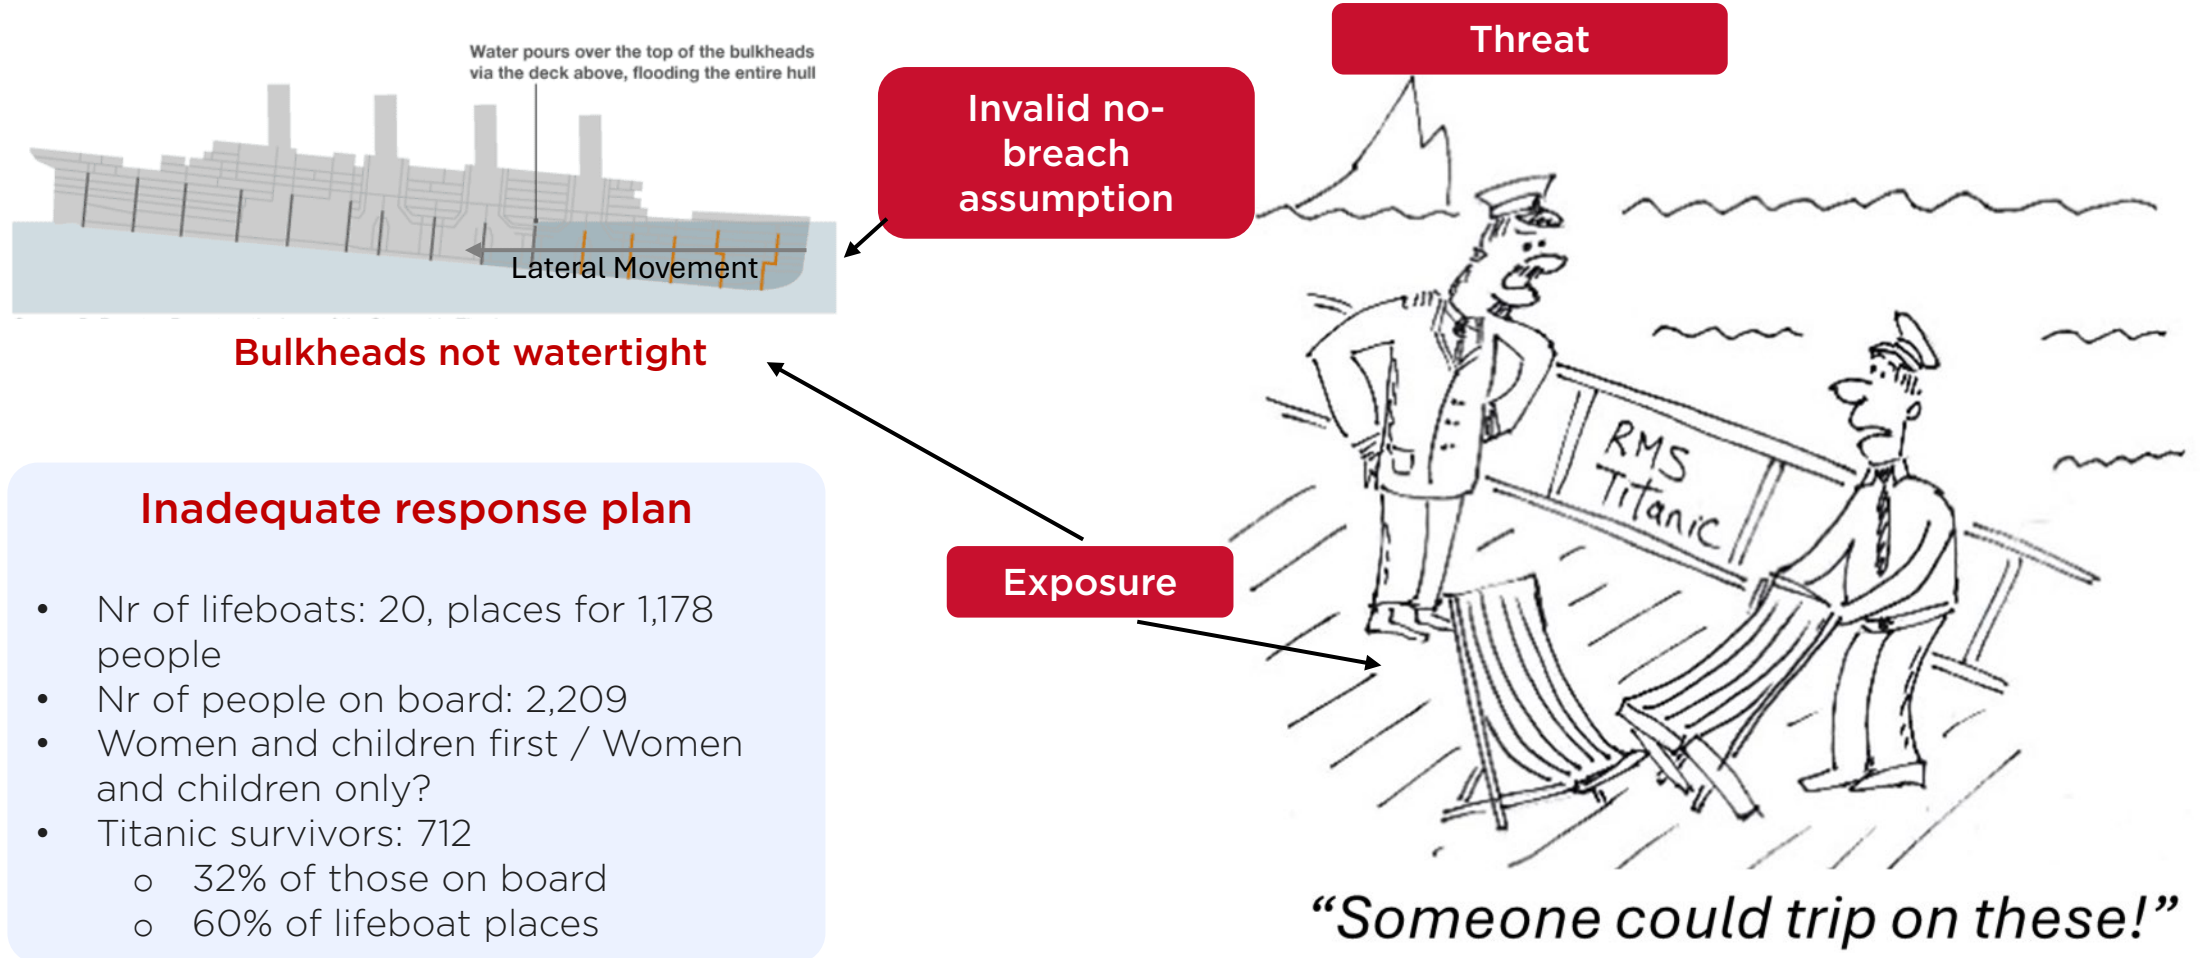 Water pours over the top of the bulkheads
via the deck above, flooding the entire hull
Threat
Invalid no-
breach
assumption
Lateral Movement
Bulkheads not watertight
RMS
Titanic
Inadequate response plan
Exposure
• Nr of lifeboats: 20, places for 1,178
people
• Nr of people on board: 2,209
• Women and children first / Women
and children only?
• Titanic survivors: 712
o 32% of those on board
o 60% of lifeboat places
“Someone could trip on these!”